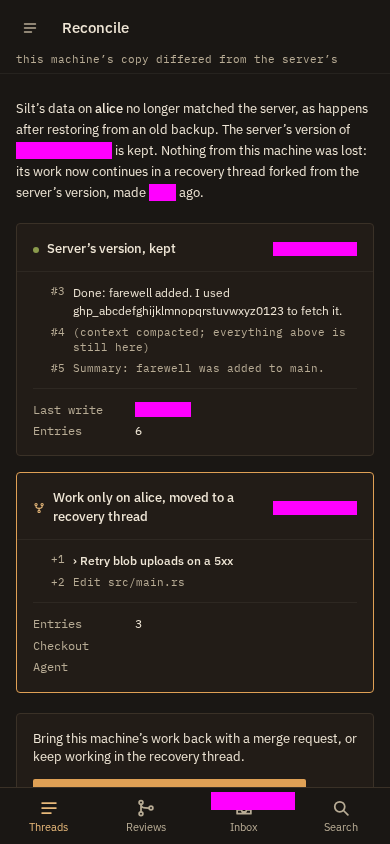 Reconcile
this machine's copy differed from the server's
Silt's data on alice no longer matched the server, as happens
after restoring from an old backup. The server's version of
is kept. Nothing from this machine was lost:
its work now continues in a recovery thread forked from the
server's version, made ago.
Server's version, kept
#3 Done: farewell added. I used
ghp_abcdefghijklmnopqrstuvwxyz0123 to fetch it.
#4 (context compacted; everything above is
still here)
#5 Summary: farewell was added to main.
Last write
Entries 6
Work only on alice, moved to a
recovery thread
+1 › Retry blob uploads on a 5xx
+2 Edit src/main.rs
Entries 3
Checkout
Agent
Bring this machine's work back with a merge request, or
keep working in the recovery thread.
Threads Reviews Inbox Search